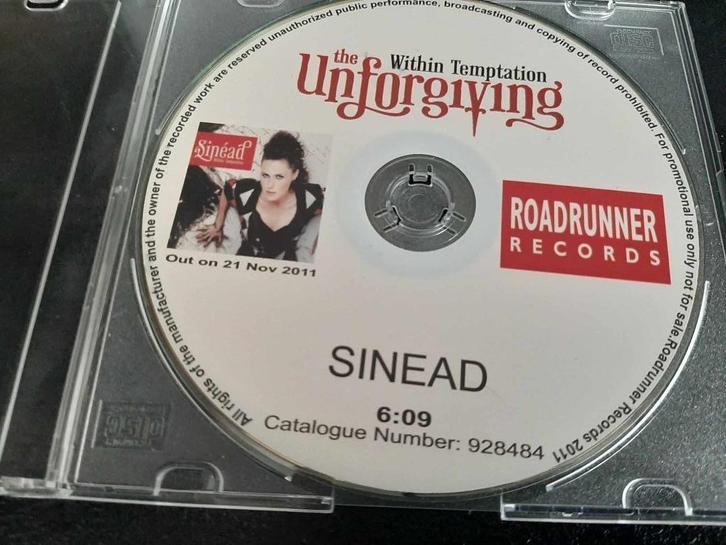 All rights of the manufacturer and the owner of the recorded work are reserved unauthorized public performance, broadcasting and copying of record prohibited. For promotional use only not for sale.Roadrunner Records 2011
Within Temptation
the
Unforgiving
Sinéad
Out on 21 Nov 2011
ROADRUNNER
RECORDS
SINEAD
6:09
Catalogue Number: 928484